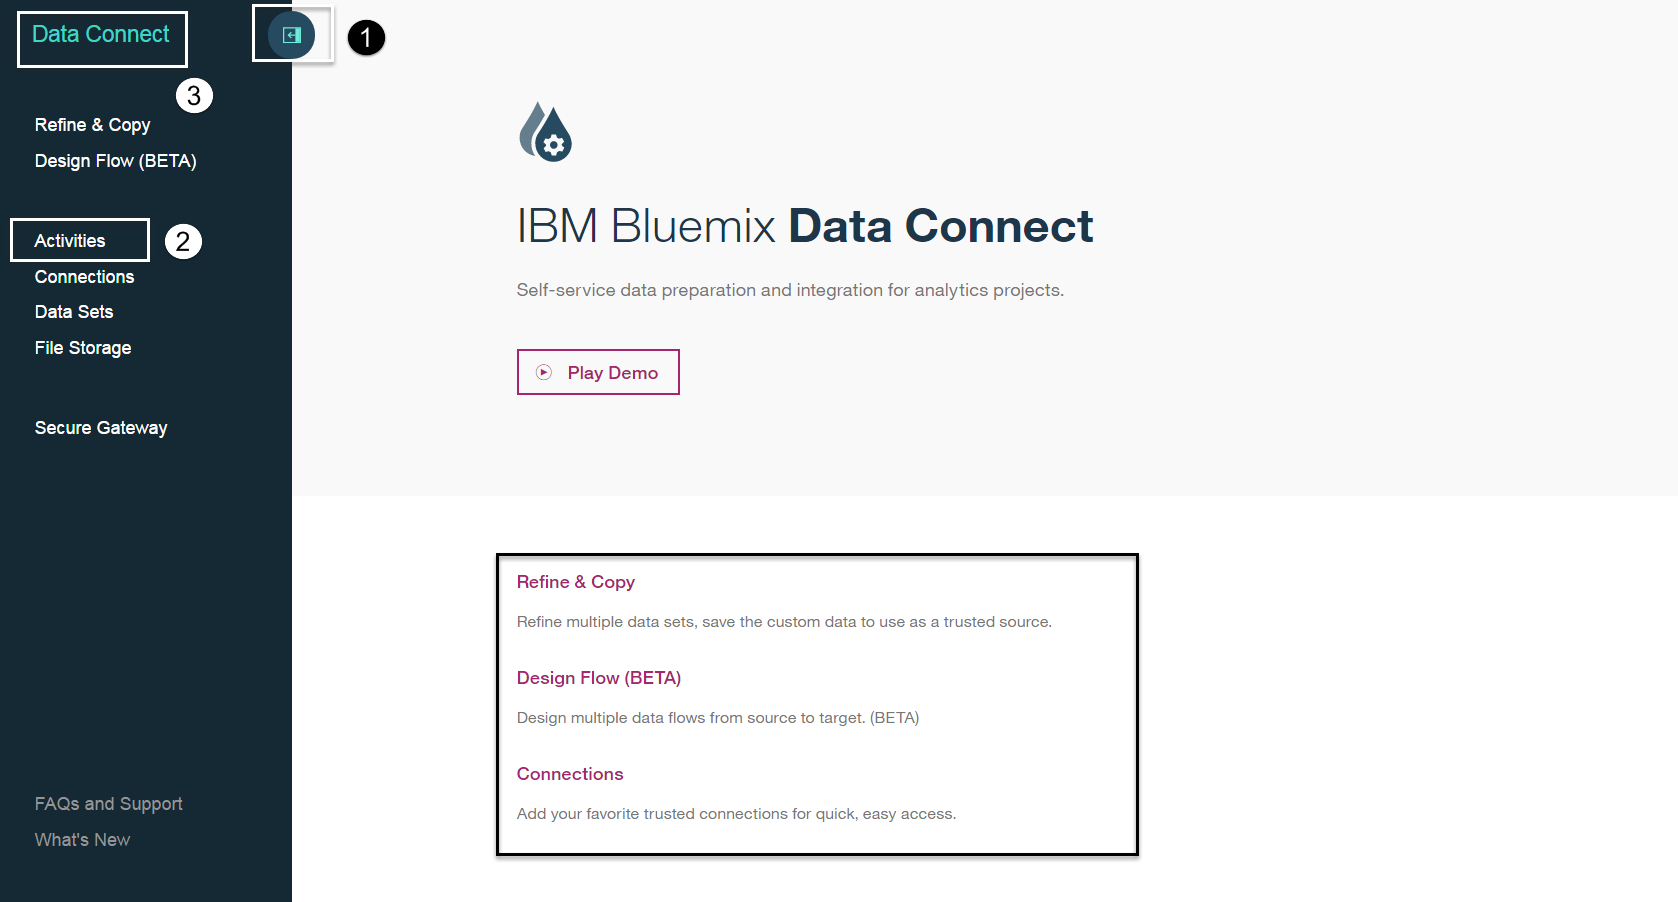 Data Connect
1
3
Refine & Copy
Design Flow (BETA)
Activities
2
Connections
Data Sets
File Storage
Secure Gateway
FAQs and Support
What's New
IBM Bluemix Data Connect
Self-service data preparation and integration for analytics projects.
Play Demo
Refine & Copy
Refine multiple data sets, save the custom data to use as a trusted source.
Design Flow (BETA)
Design multiple data flows from source to target. (BETA)
Connections
Add your favorite trusted connections for quick, easy access.